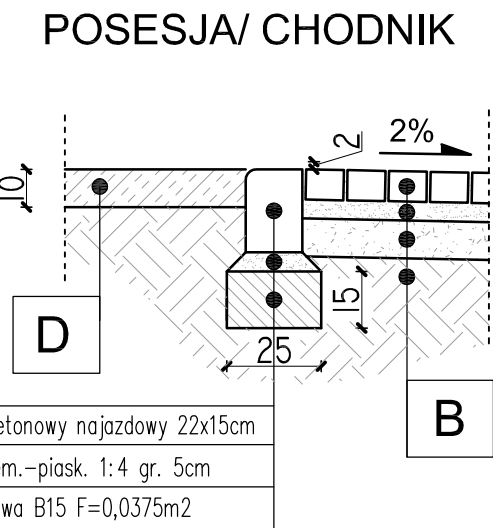 POSESJA/ CHODNIK
2
2%
10
15
25
D
B
etonowy najazdowy 22x15cm
em.-piask. 1:4 gr. 5cm
wa B15 F=0,0375m2